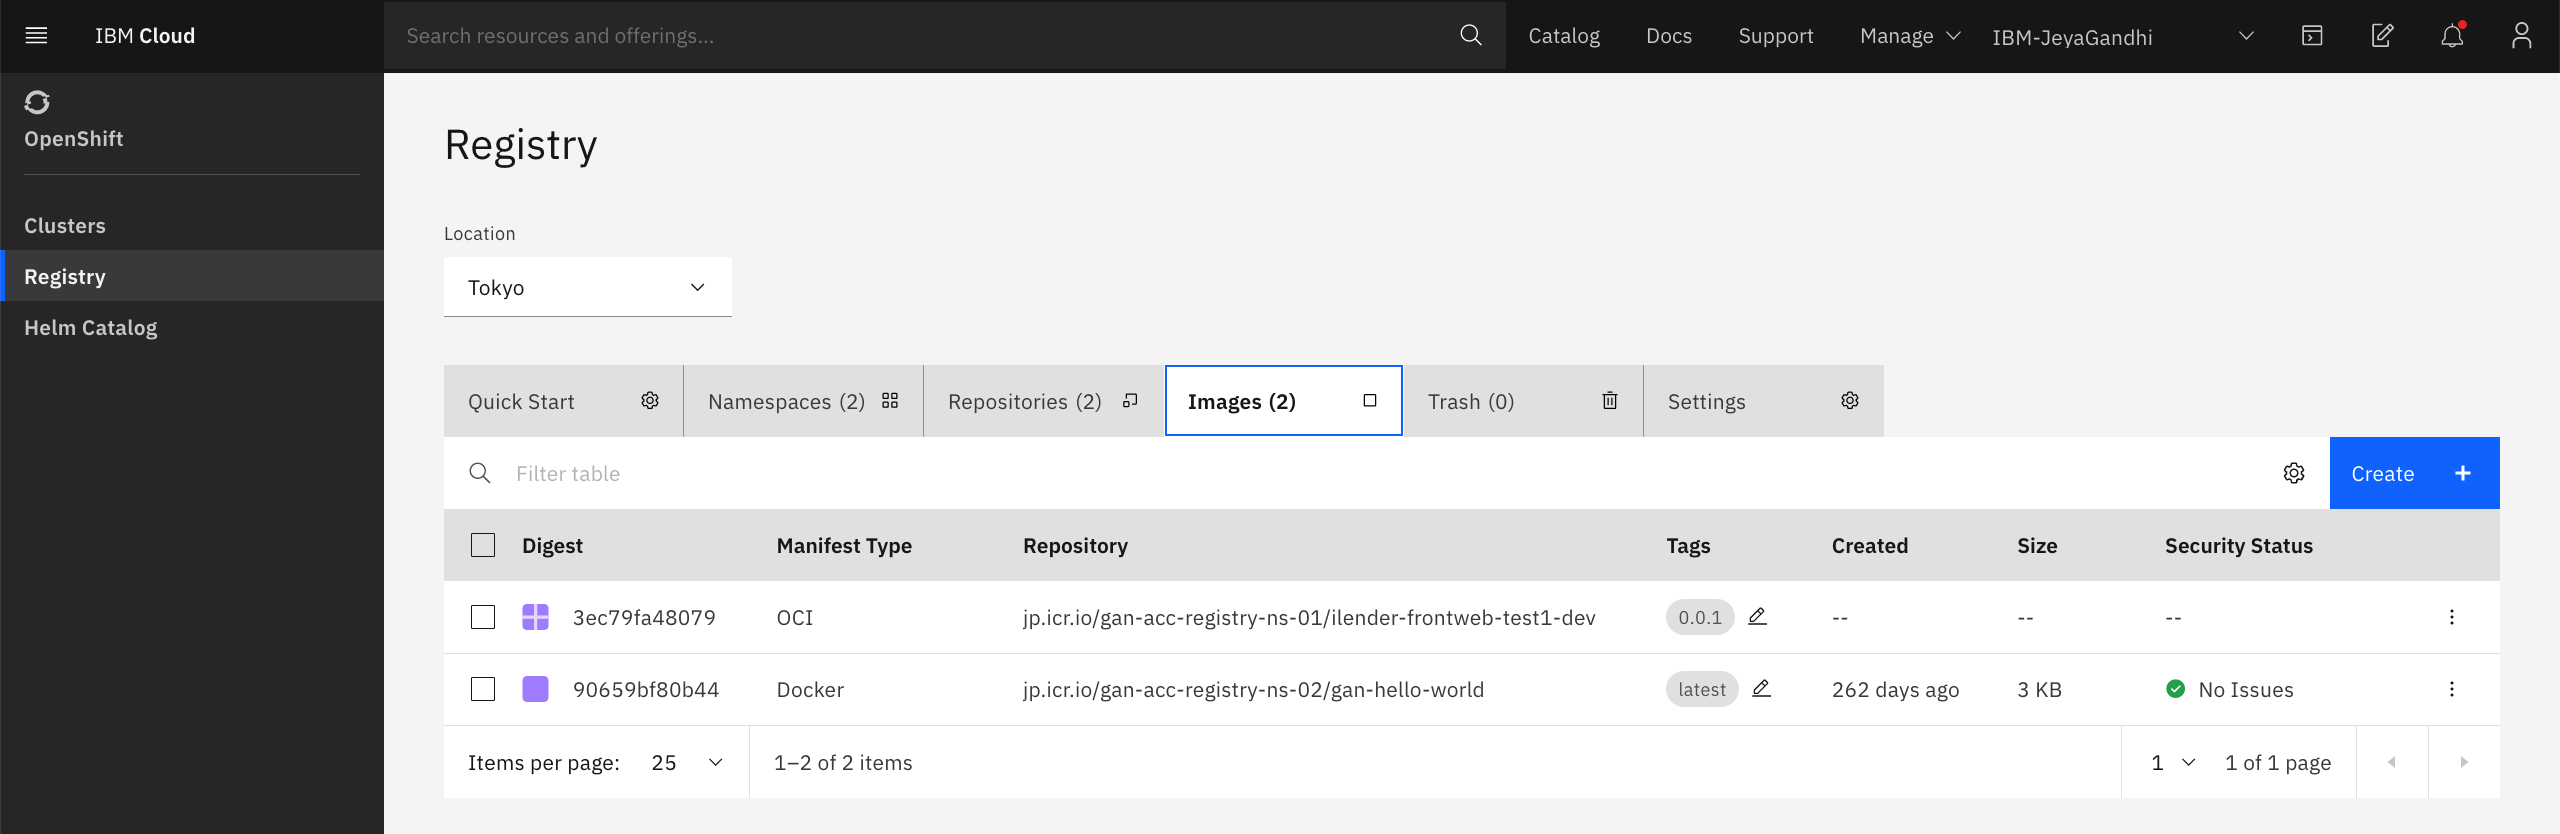 IBM Cloud
Search resources and offerings...
Catalog
Docs
Support
Manage
IBM-JeyaGandhi
OpenShift
Clusters
Registry
Helm Catalog
Registry
Location
Tokyo
Quick Start
Namespaces (2)
Repositories (2)
Images (2)
Trash (0)
Settings
Filter table
Create +
Digest Manifest Type Repository Tags Created Size Security Status
3ec79fa48079 OCI jp.icr.io/gan-acc-registry-ns-01/ilender-frontweb-test1-dev 0.0.1 -- -- --
90659bf80b44 Docker jp.icr.io/gan-acc-registry-ns-02/gan-hello-world latest 262 days ago 3 KB No Issues
Items per page: 25 1–2 of 2 items 1 1 of 1 page